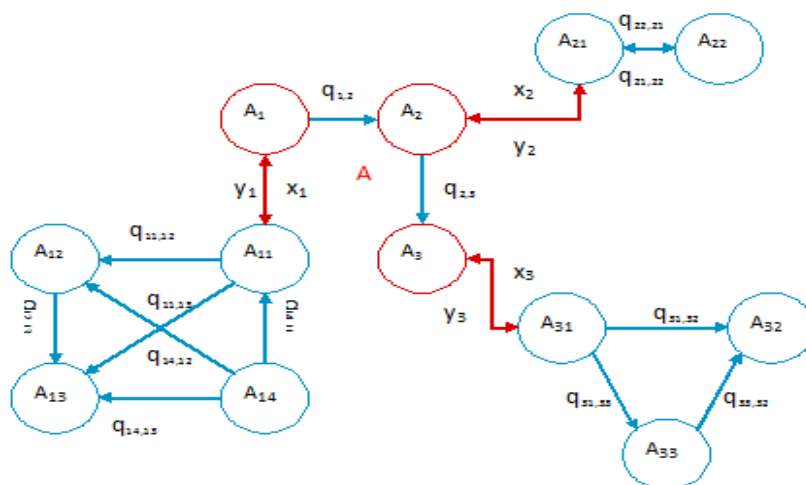 q₂₂,₂₁
A₂₁
A₂₂
q₂₁,₂₂
q₁,₂
x₂
A₁
A₂
y₂
A
y₁
x₁
q₂,₃
q₁₁,₁₂
A₁₂
A₁₁
A₃
x₃
q₁₁,₁₃
y₃
A₃₁
q₃₁,₃₂
A₃₂
q₁₄,₁₂
A₁₃
A₁₄
q₃₁,₃₃
q₃₃,₃₂
q₁₄,₁₃
A₃₃